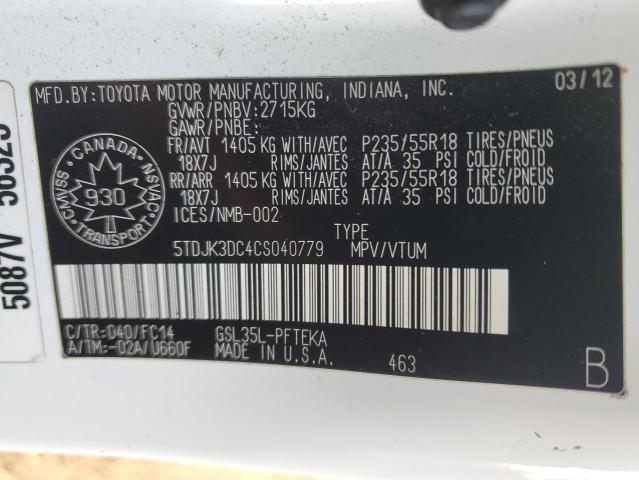 MFD.BY:TOYOTA MOTOR MANUFACTURING, INDIANA, INC. 03/12
GVWR/PNBV:2715KG
GAWR/PNBE:
FR/AVT 1405 KG WITH/AVEC P235/55R18 TIRES/PNEUS
18X7J RIMS/JANTES AT/A 35 PSI COLD/FROID
RR/ARR 1405 KG WITH/AVEC P235/55R18 TIRES/PNEUS
18X7J RIMS/JANTES AT/A 35 PSI COLD/FROID
ICES/NMB-002
CANADA
CMVSS NSVAC
930
TRANSPORT
TYPE
5TDJK3DC4CS040779 MPV/VTUM
C/TR:040/FC14 GSL35L-PFTEKA
A/TM:-02A/U660F MADE IN U.S.A. 463
B
5087V